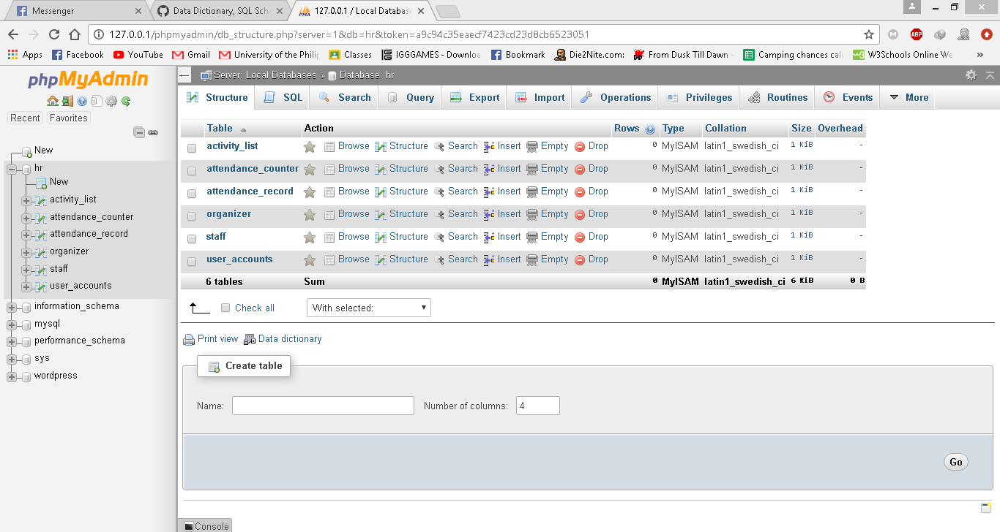 Messenger
Data Dictionary, SQL Sch
127.0.0.1 / Local Databas
127.0.0.1/phpmyadmin/db_structure.php?server=1&db=hr&token=a9c94c35eaecf7423cd23d8cb6523051
Apps Facebook YouTube Gmail University of the Philip Classes IGGGAMES - Downloa Bookmark Die2Nite.com: From Dusk Till Dawn - Camping chances calc W3Schools Online We »
phpMyAdmin
Recent Favorites
New
hr
New
activity_list
attendance_counter
attendance_record
organizer
staff
user_accounts
information_schema
mysql
performance_schema
sys
wordpress
Server: Local Databases » Database: hr
Structure SQL Search Query Export Import Operations Privileges Routines Events More
Table Action Rows Type Collation Size Overhead
activity_list Browse Structure Search Insert Empty Drop 0 MyISAM latin1_swedish_ci 1 KiB -
attendance_counter Browse Structure Search Insert Empty Drop 0 MyISAM latin1_swedish_ci 1 KiB -
attendance_record Browse Structure Search Insert Empty Drop 0 MyISAM latin1_swedish_ci 1 KiB -
organizer Browse Structure Search Insert Empty Drop 0 MyISAM latin1_swedish_ci 1 KiB -
staff Browse Structure Search Insert Empty Drop 0 MyISAM latin1_swedish_ci 1 KiB -
user_accounts Browse Structure Search Insert Empty Drop 0 MyISAM latin1_swedish_ci 1 KiB -
6 tables Sum 0 MyISAM latin1_swedish_ci 6 KiB 0 B
Check all With selected:
Print view Data dictionary
Create table
Name: Number of columns: 4
Go
Console